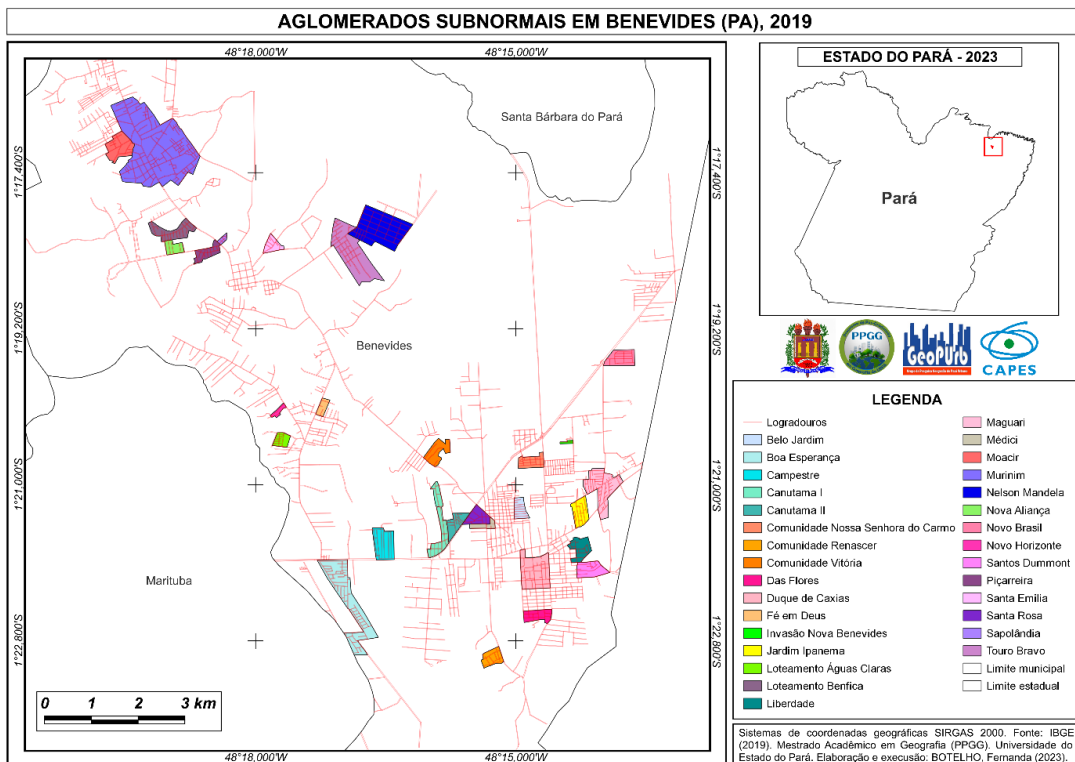 AGLOMERADOS SUBNORMAIS EM BENEVIDES (PA), 2019
48°18,000'W
48°15,000'W
1°17,400'S
1°17,400'S
1°19,200'S
1°19,200'S
1°21,000'S
1°21,000'S
1°22,800'S
1°22,800'S
Santa Bárbara do Pará
Benevides
Marituba
0 1 2 3 km
48°18,000'W
48°15,000'W
ESTADO DO PARÁ - 2023
Pará
PPGG
GeoPUrb
CAPES
LEGENDA
Logradouros
Belo Jardim
Boa Esperança
Campestre
Canutama I
Canutama II
Comunidade Nossa Senhora do Carmo
Comunidade Renascer
Comunidade Vitória
Das Flores
Duque de Caxias
Fé em Deus
Invasão Nova Benevides
Jardim Ipanema
Loteamento Águas Claras
Loteamento Benfica
Liberdade
Maguari
Médici
Moacir
Murinim
Nelson Mandela
Nova Aliança
Novo Brasil
Novo Horizonte
Santos Dummont
Piçarreira
Santa Emilia
Santa Rosa
Sapolândia
Touro Bravo
Limite municipal
Limite estadual
Sistemas de coordenadas geográficas SIRGAS 2000. Fonte: IBGE
(2019). Mestrado Acadêmico em Geografia (PPGG). Universidade do
Estado do Pará. Elaboração e execusão: BOTELHO, Fernanda (2023).